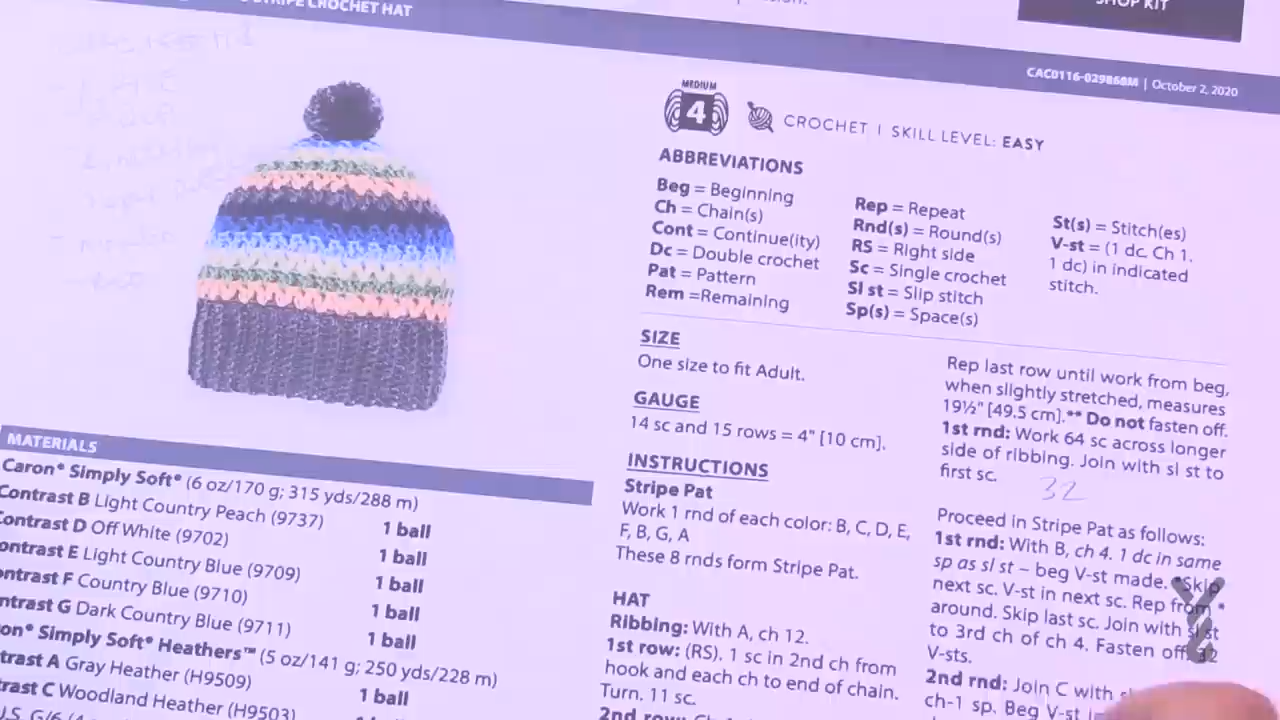 STRIPE CROCHET HAT
SHOP KIT
CAC0116-029868M | October 2, 2020
MEDIUM
4
CROCHET I SKILL LEVEL: EASY
ABBREVIATIONS
Beg = Beginning
Ch = Chain(s)
Cont = Continue(ity)
Dc = Double crochet
Pat = Pattern
Rem =Remaining
Rep = Repeat
Rnd(s) = Round(s)
RS = Right side
Sc = Single crochet
Sl st = Slip stitch
Sp(s) = Space(s)
St(s) = Stitch(es)
V-st = (1 dc. Ch 1.
1 dc) in indicated
stitch.
MATERIALS
Caron® Simply Soft® (6 oz/170 g; 315 yds/288 m)
Contrast B Light Country Peach (9737) 1 ball
Contrast D Off White (9702) 1 ball
Contrast E Light Country Blue (9709) 1 ball
Contrast F Country Blue (9710) 1 ball
ntrast G Dark Country Blue (9711) 1 ball
on® Simply Soft® Heathers™ (5 oz/141 g; 250 yds/228 m)
trast A Gray Heather (H9509) 1 ball
rast C Woodland Heather (H9503)
U.S. G/6
SIZE
One size to fit Adult.
GAUGE
14 sc and 15 rows = 4" [10 cm].
INSTRUCTIONS
Stripe Pat
Work 1 rnd of each color: B, C, D, E,
F, B, G, A
These 8 rnds form Stripe Pat.
HAT
Ribbing: With A, ch 12.
1st row: (RS). 1 sc in 2nd ch from
hook and each ch to end of chain.
Turn. 11 sc.
2nd row:
Rep last row until work from beg,
when slightly stretched, measures
19½" [49.5 cm].** Do not fasten off.
1st rnd: Work 64 sc across longer
side of ribbing. Join with sl st to
first sc.
32
Proceed in Stripe Pat as follows:
1st rnd: With B, ch 4. 1 dc in same
sp as sl st – beg V-st made. *Skip
next sc. V-st in next sc. Rep from *
around. Skip last sc. Join with sl st
to 3rd ch of ch 4. Fasten off. 32
V-sts.
2nd rnd: Join C with
ch-1 sp. Beg V-st